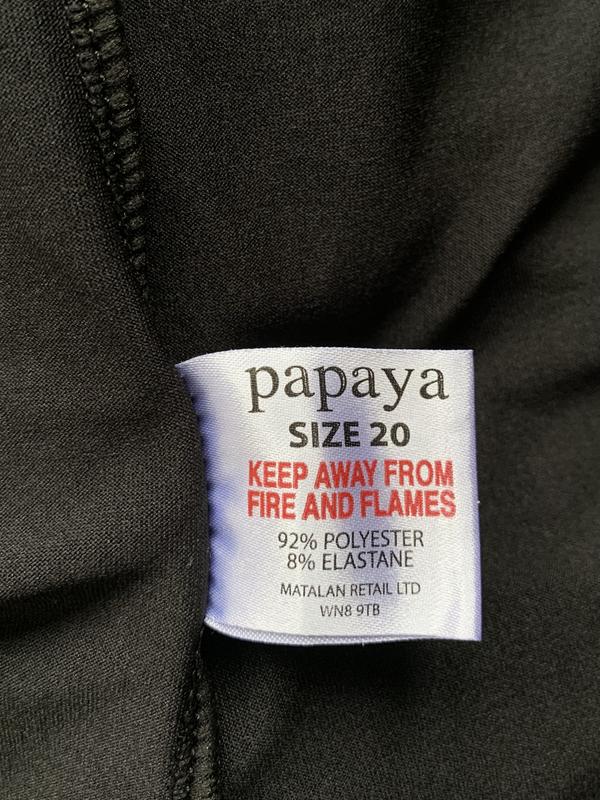 papaya
SIZE 20
KEEP AWAY FROM
FIRE AND FLAMES
92% POLYESTER
8% ELASTANE
MATALAN RETAIL LTD
WN8 9TB